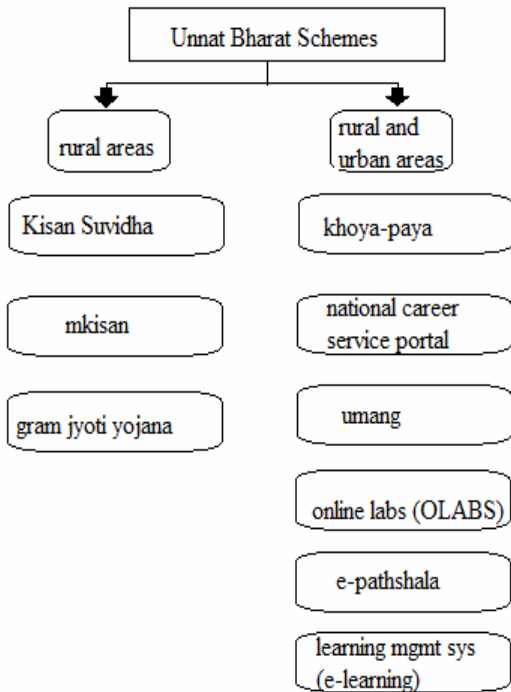 Unnat Bharat Schemes
rural areas
Kisan Suvidha
mkisan
gram jyoti yojana
rural and
urban areas
khoya-paya
national career
service portal
umang
online labs (OLABS)
e-pathshala
learning mgmt sys
(e-learning)